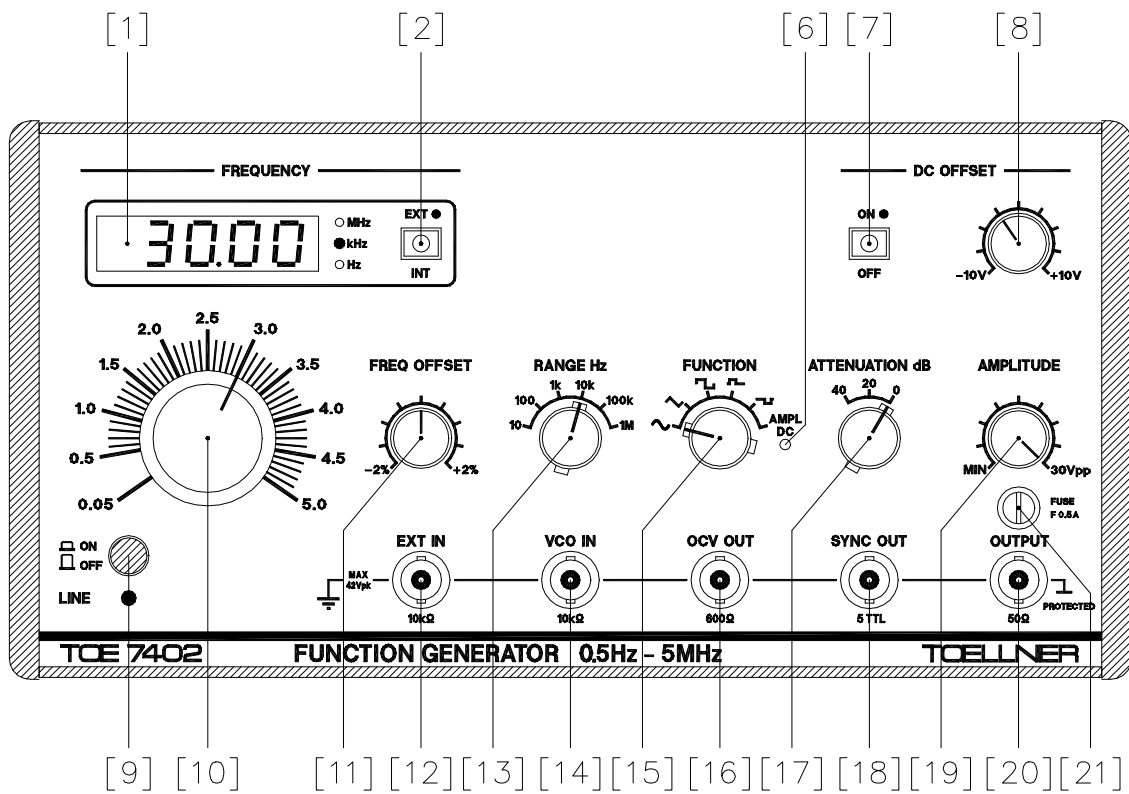 [1] [2] [6] [7] [8]
FREQUENCY
DC OFFSET
30.00
MHz
kHz
Hz
EXT
INT
ON
OFF
-10V +10V
0.05 0.5 1.0 1.5 2.0 2.5 3.0 3.5 4.0 4.5 5.0
FREQ OFFSET
-2% +2%
RANGE Hz
10 100 1k 10k 100k 1M
FUNCTION
AMPL
DC
ATTENUATION dB
40 20 0
AMPLITUDE
MIN 30Vpp
FUSE
F 0.5A
ON
OFF
LINE
MAX
42Vpk
EXT IN
10kΩ
VCO IN
10kΩ
OCV OUT
600Ω
SYNC OUT
5 TTL
OUTPUT
50Ω
PROTECTED
TOE 7402 FUNCTION GENERATOR 0.5Hz - 5MHz TOELLNER
[9] [10] [11] [12] [13] [14] [15] [16] [17] [18] [19] [20] [21]